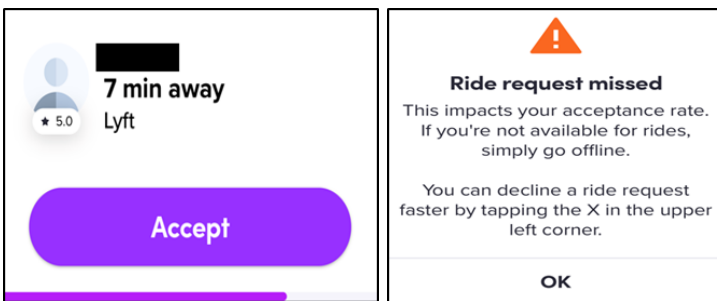 7 min away
★ 5.0
Lyft
Accept
Ride request missed
This impacts your acceptance rate.
If you're not available for rides,
simply go offline.
You can decline a ride request
faster by tapping the X in the upper
left corner.
OK